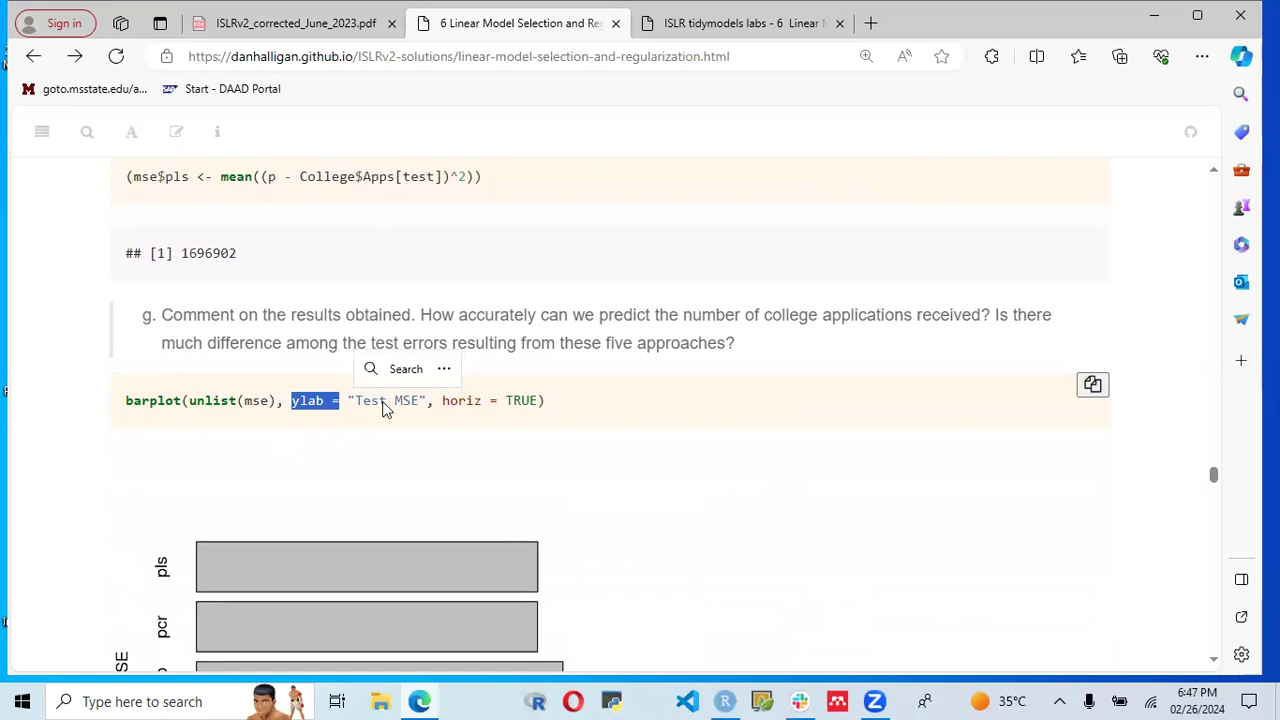 Sign in
ISLRv2_corrected_June_2023.pdf
6 Linear Model Selection and Reg
ISLR tidymodels labs - 6 Linear M
https://danhalligan.github.io/ISLRv2-solutions/linear-model-selection-and-regularization.html
goto.msstate.edu/a...
Start - DAAD Portal
(mse$pls <- mean((p - College$Apps[test])^2))
## [1] 1696902
g. Comment on the results obtained. How accurately can we predict the number of college applications received? Is there
much difference among the test errors resulting from these five approaches?
Search
barplot(unlist(mse), ylab = "Test MSE", horiz = TRUE)
pls
pcr
SE
Type here to search
35°C
6:47 PM
02/26/2024